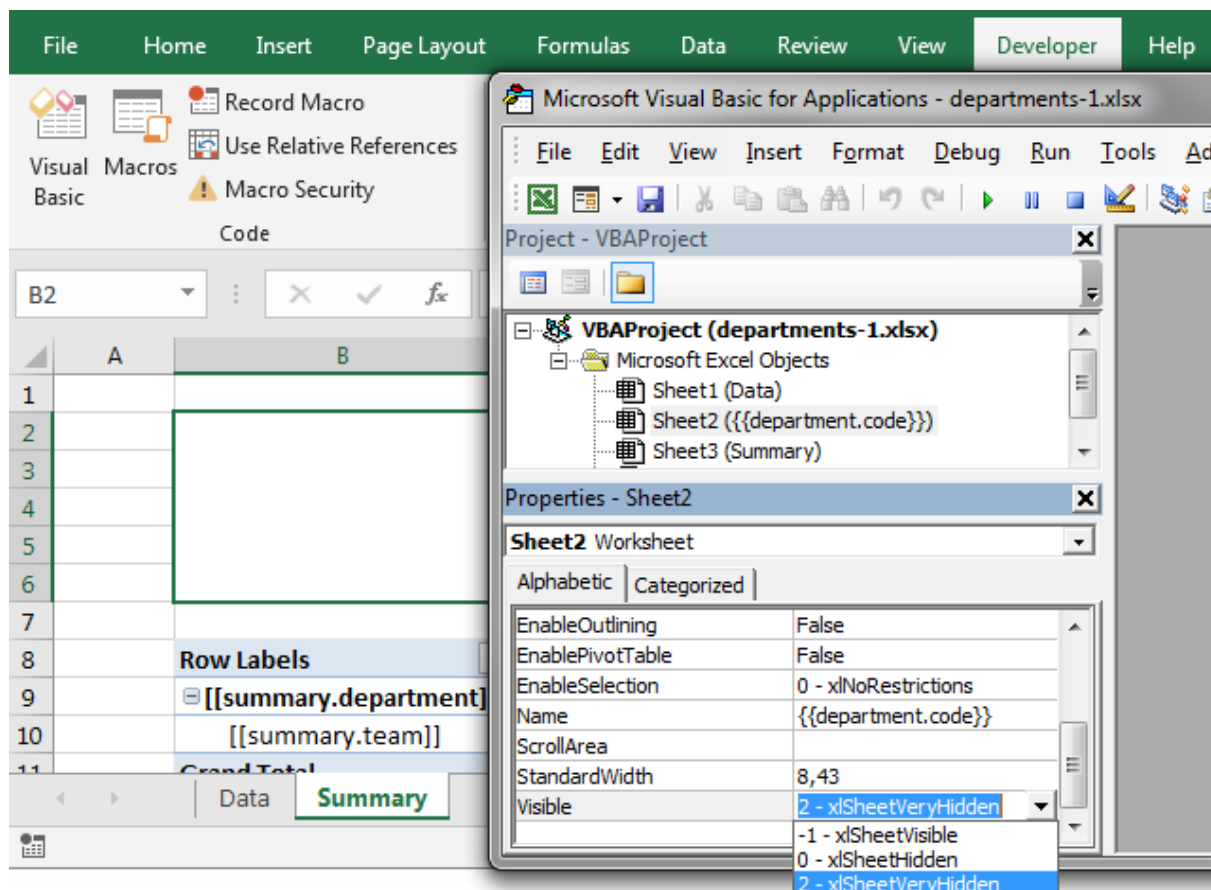 File Home Insert Page Layout Formulas Data Review View Developer Help
Record Macro
Use Relative References
Macro Security
Visual Basic
Macros
Code
B2
fx
A B
1
2
3
4
5
6
7
8 Row Labels
9 [[summary.department]
10 [[summary.team]]
11 Grand Total
Data Summary
Microsoft Visual Basic for Applications - departments-1.xlsx
File Edit View Insert Format Debug Run Tools Ad
Project - VBAProject
VBAProject (departments-1.xlsx)
Microsoft Excel Objects
Sheet1 (Data)
Sheet2 ({{department.code}})
Sheet3 (Summary)
Properties - Sheet2
Sheet2 Worksheet
Alphabetic Categorized
EnableOutlining False
EnablePivotTable False
EnableSelection 0 - xlNoRestrictions
Name {{department.code}}
ScrollArea
StandardWidth 8,43
Visible 2 - xlSheetVeryHidden
-1 - xlSheetVisible
0 - xlSheetHidden
2 - xlSheetVeryHidden